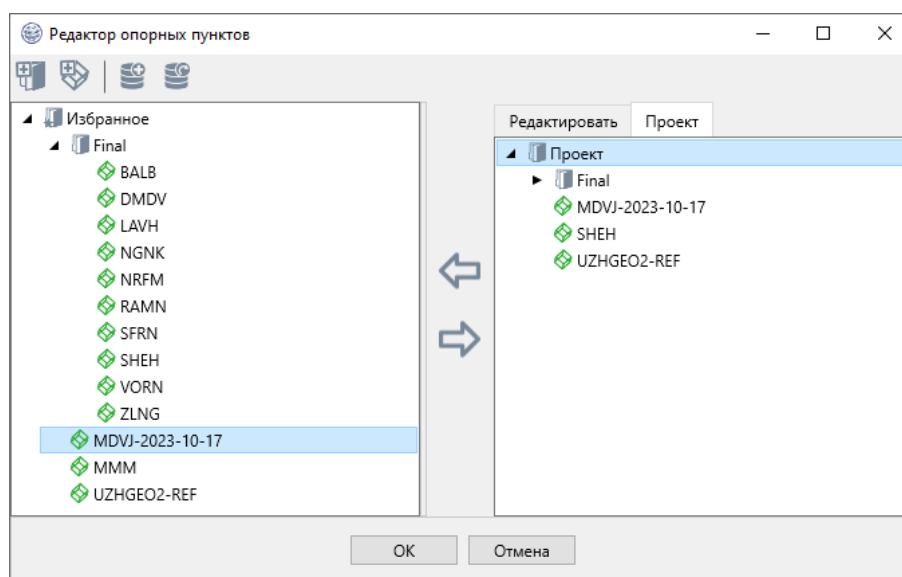 Редактор опорных пунктов
Избранное
Final
BALB
DMDV
LAVH
NGNK
NRFM
RAMN
SFRN
SHEH
VORN
ZLNG
MDVJ-2023-10-17
MMM
UZHGEO2-REF
Редактировать Проект
Проект
Final
MDVJ-2023-10-17
SHEH
UZHGEO2-REF
OK Отмена